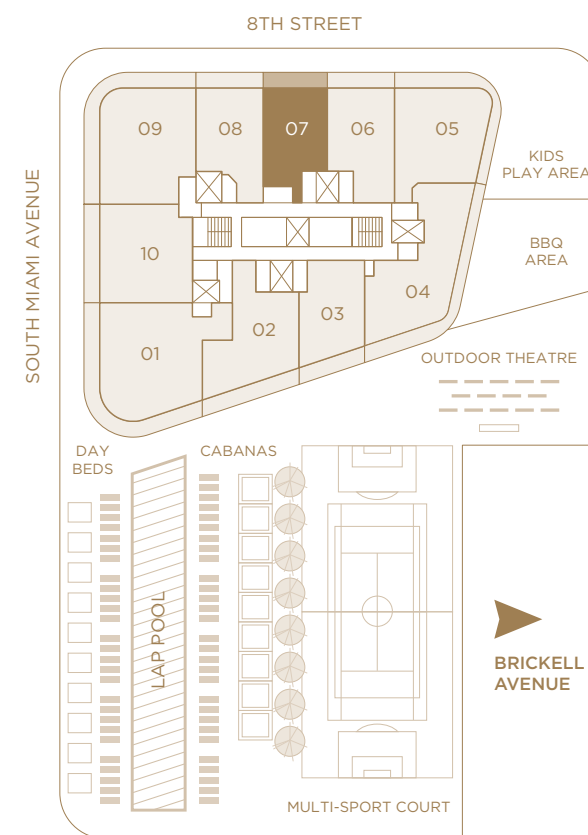 8TH STREET
SOUTH MIAMI AVENUE
09
08
07
06
05
KIDS
PLAY AREA
BBQ
AREA
10
04
03
02
01
OUTDOOR THEATRE
DAY
BEDS
CABANAS
LAP POOL
BRICKELL
AVENUE
MULTI-SPORT COURT